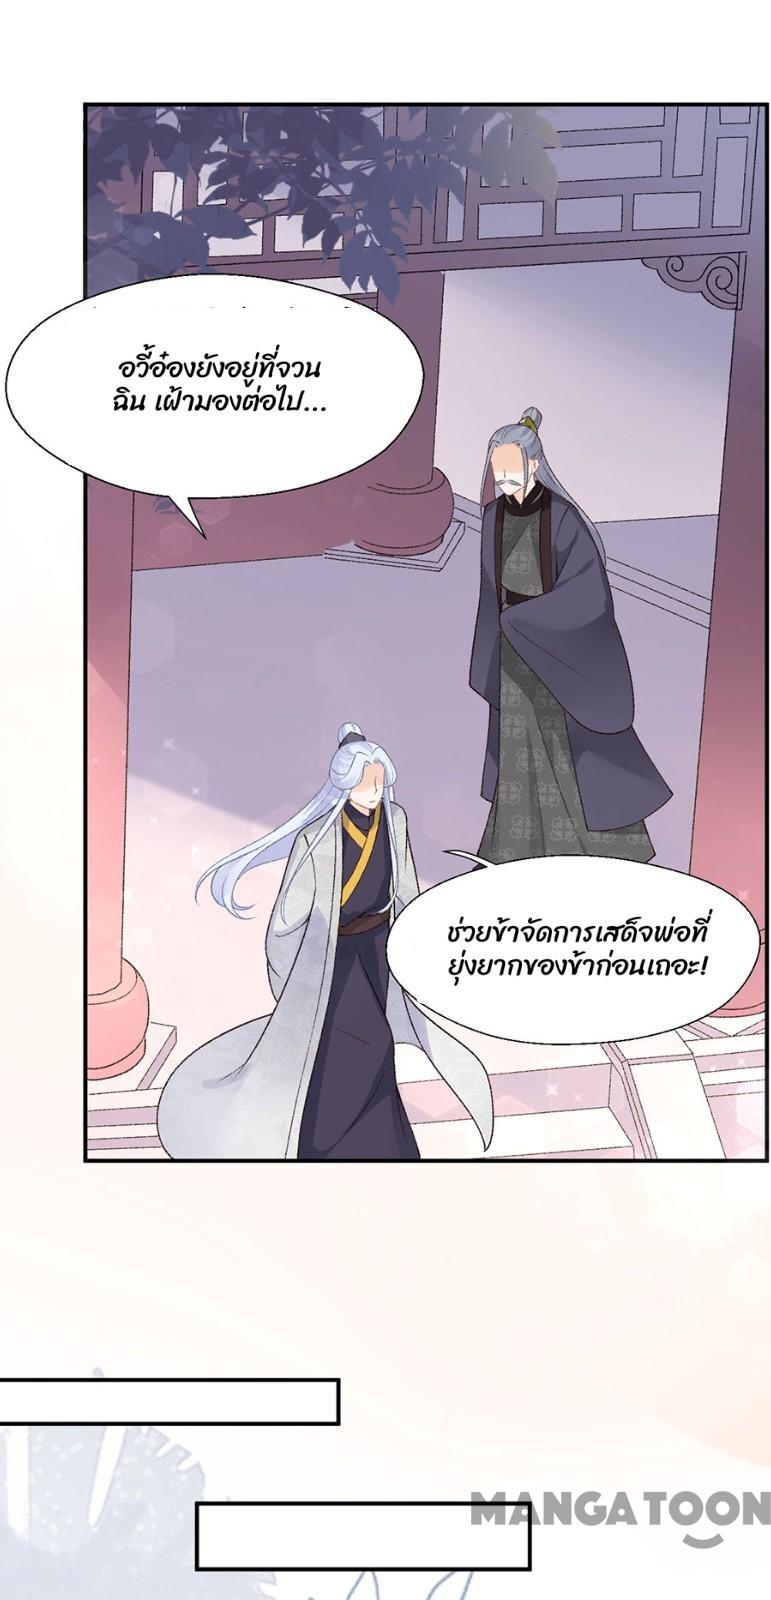 อวี้อ๋องยังอยู่ที่จวน
ฉิน เฝ้ามองต่อไป...
ช่วยข้าจัดการเสด็จพ่อที่
ยุ่งยากของข้าก่อนเถอะ!
MANGATOON